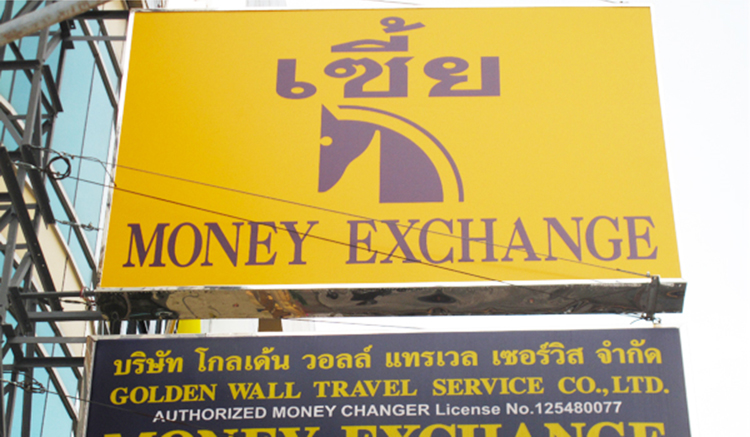 เซี้ย
MONEY EXCHANGE
บริษัท โกลเด้น วอลล์ แทรเวล เซอร์วิส จำกัด
GOLDEN WALL TRAVEL SERVICE CO.,LTD.
AUTHORIZED MONEY CHANGER License No.125480077
MONEY EXCHANGE